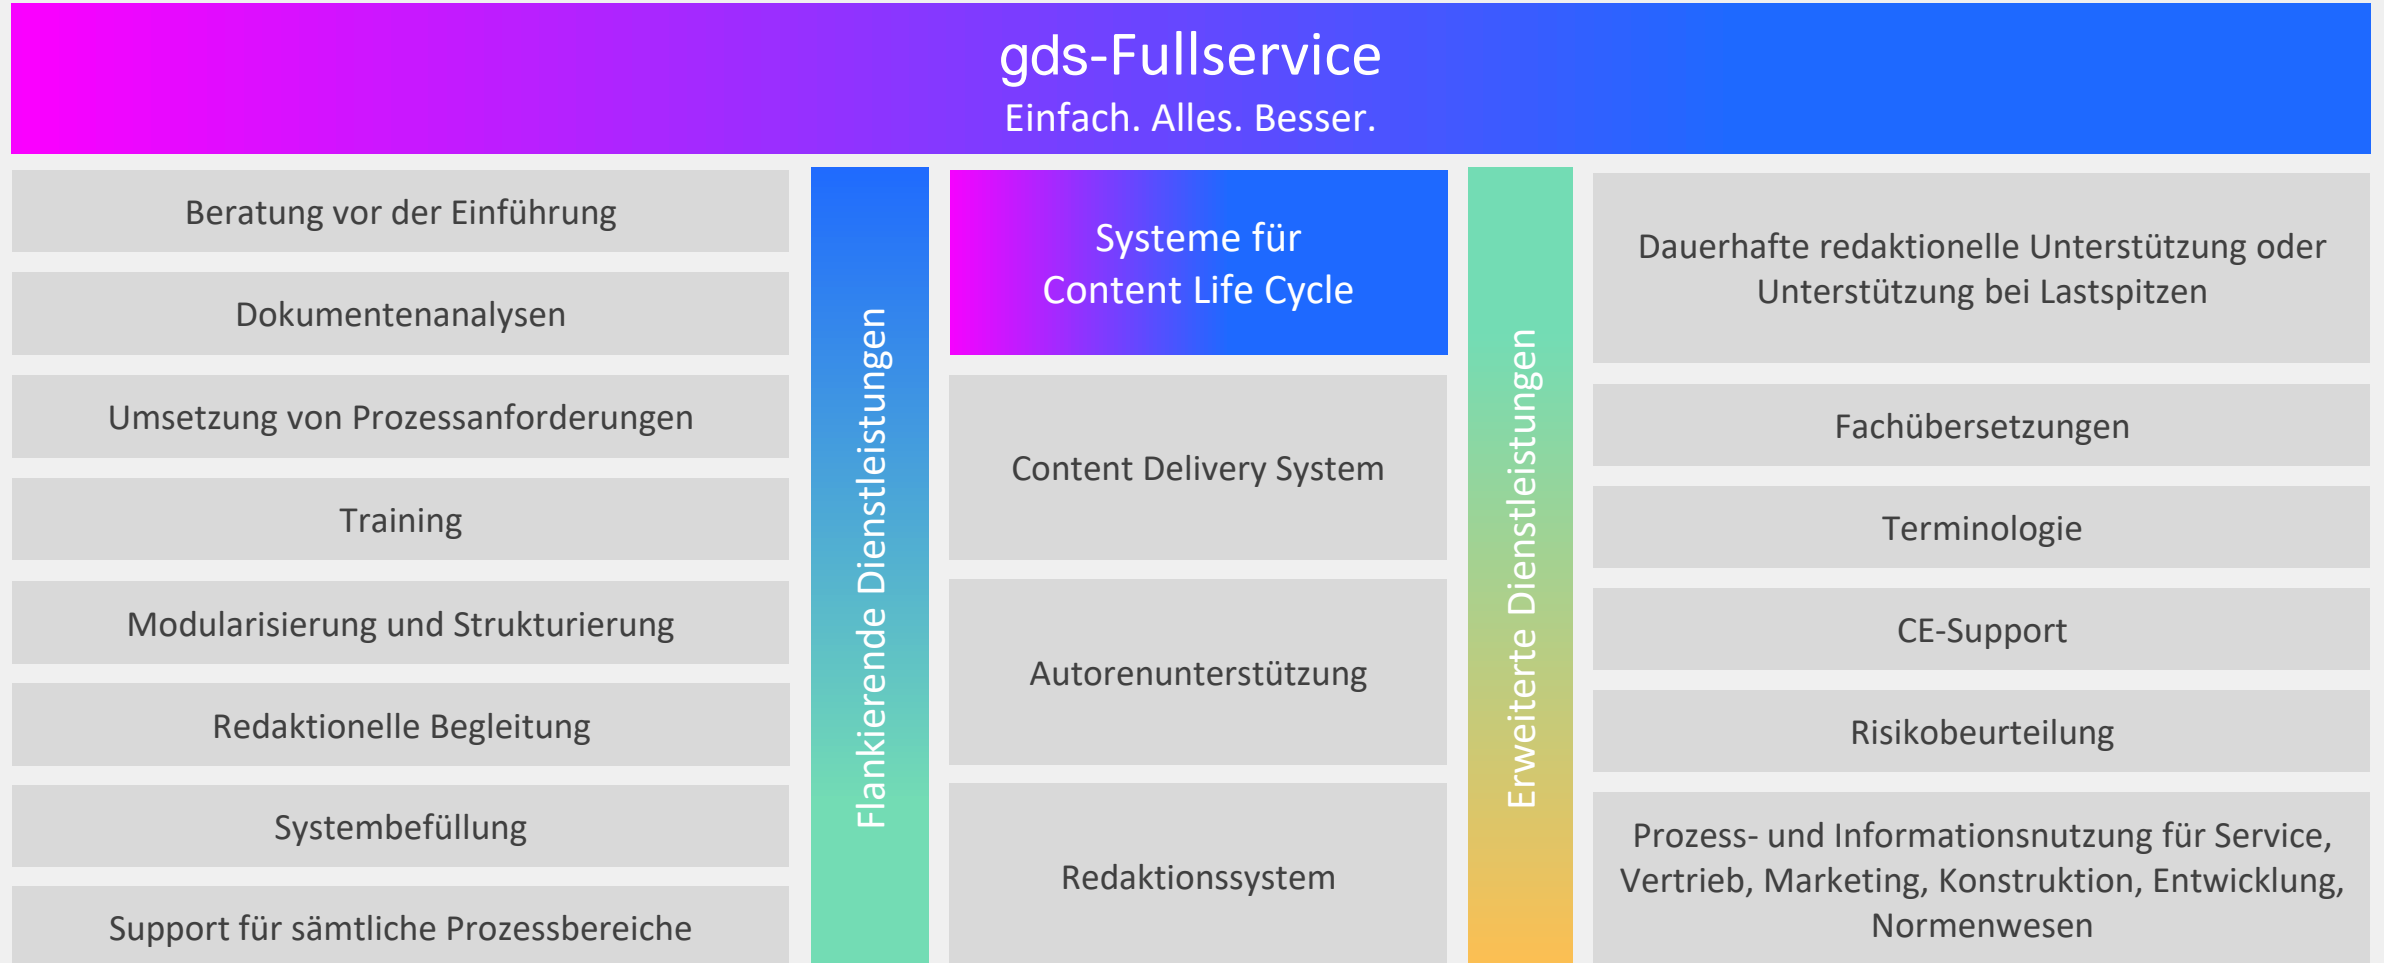 gds-Fullservice
Einfach. Alles. Besser.
Beratung vor der Einführung
Dokumentenanalysen
Umsetzung von Prozessanforderungen
Training
Modularisierung und Strukturierung
Redaktionelle Begleitung
Systembefüllung
Support für sämtliche Prozessbereiche
Flankierende Dienstleistungen
Systeme für
Content Life Cycle
Content Delivery System
Autorenunterstützung
Redaktionssystem
Erweiterte Dienstleistungen
Dauerhafte redaktionelle Unterstützung oder
Unterstützung bei Lastspitzen
Fachübersetzungen
Terminologie
CE-Support
Risikobeurteilung
Prozess- und Informationsnutzung für Service,
Vertrieb, Marketing, Konstruktion, Entwicklung,
Normenwesen